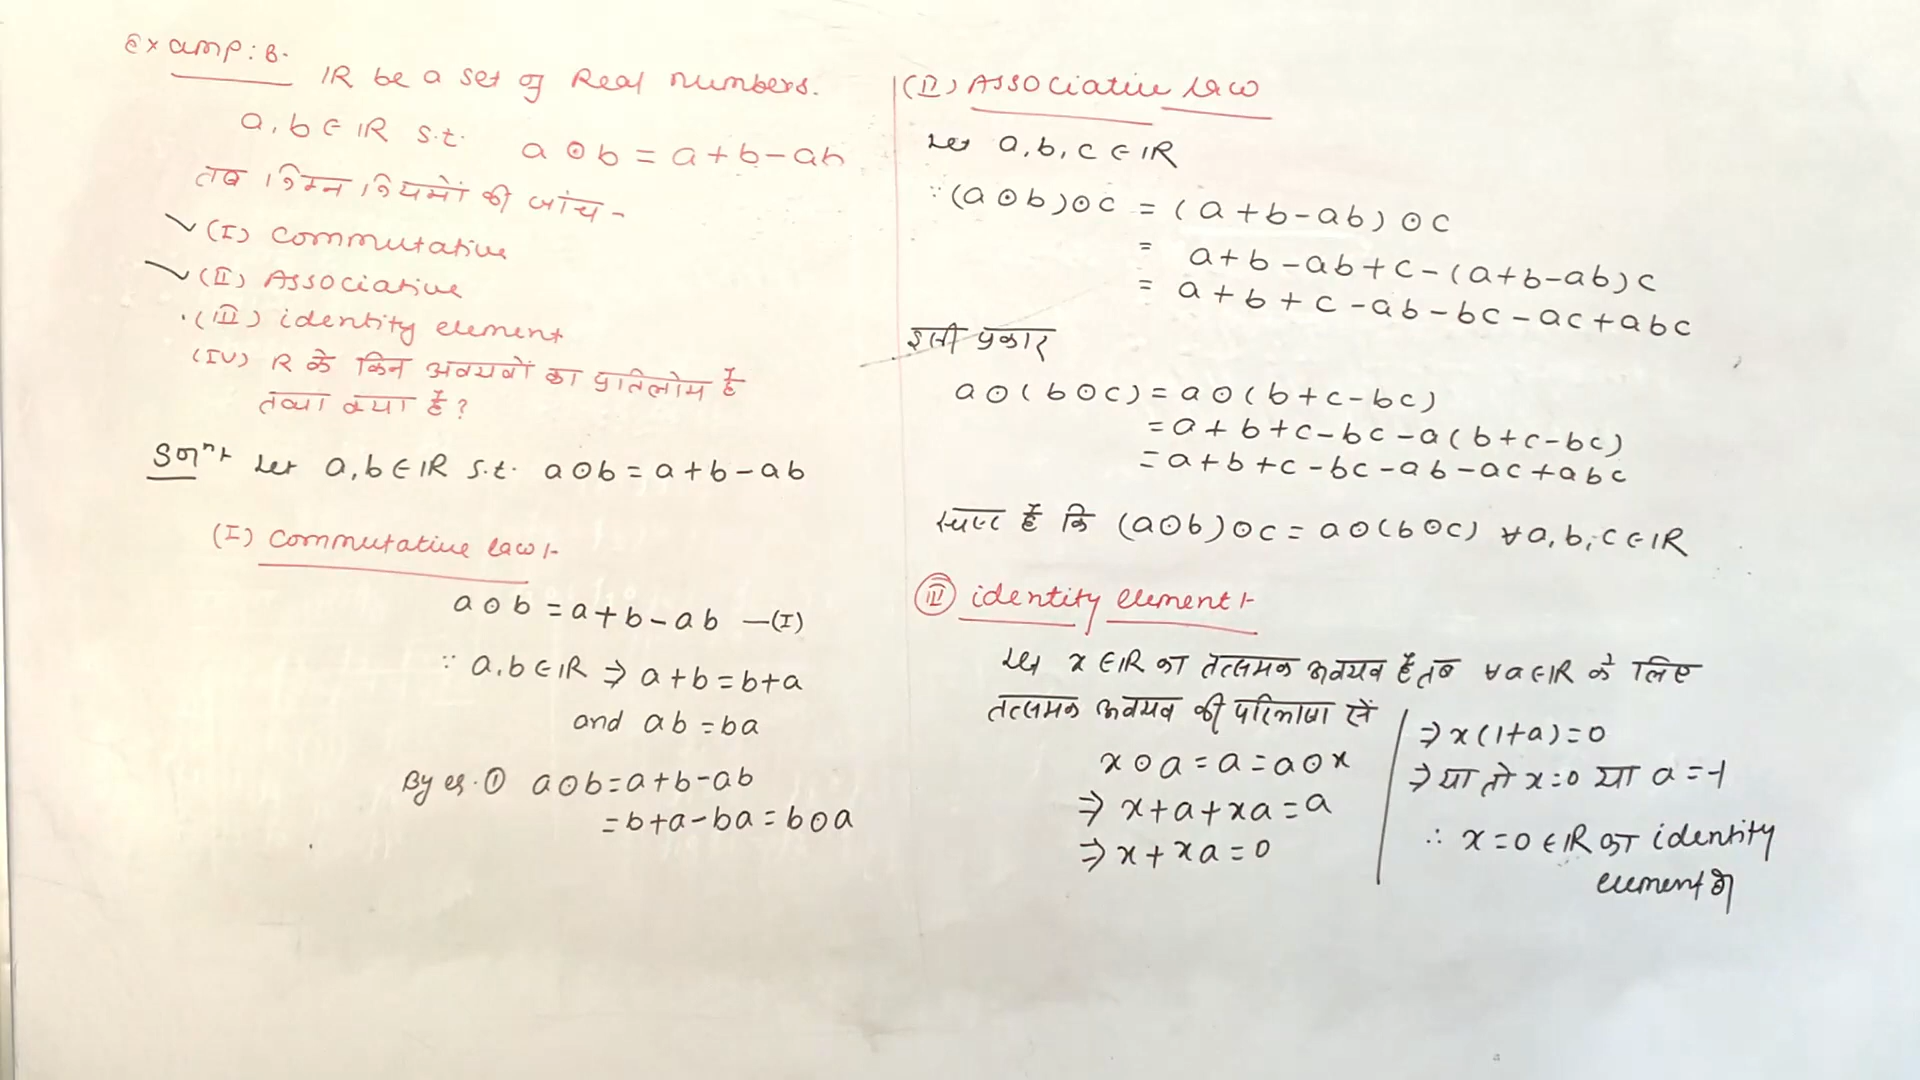 Examp:8.
IR be a set of Real numbers.
a,b ∈ IR s.t. a⊙b = a+b-ab
तब निम्न नियमों की जांच -
(I) Commutative
(II) Associative
(III) identity element
(IV) R के किन अवयवों का प्रतिलोम है
तथा क्या है?
Solⁿ:- Let a,b ∈ IR s.t. a⊙b = a+b-ab
(I) Commutative law :-
a⊙b = a+b-ab —(I)
∵ a,b ∈ IR ⇒ a+b = b+a
and ab = ba
By eq. ① a⊙b = a+b-ab
= b+a-ba = b⊙a
(II) Associative law
Let a,b,c ∈ IR
∵ (a⊙b)⊙c = (a+b-ab)⊙c
= a+b-ab+c-(a+b-ab)c
= a+b+c-ab-bc-ac+abc
इसी प्रकार
a⊙(b⊙c) = a⊙(b+c-bc)
= a+b+c-bc-a(b+c-bc)
= a+b+c-bc-ab-ac+abc
स्पष्ट है कि (a⊙b)⊙c = a⊙(b⊙c) ∀ a,b,c ∈ IR
(III) identity element :-
Let x ∈ IR का तत्समक अवयव है तब ∀ a ∈ IR के लिए
तत्समक अवयव की परिभाषा सें
x⊙a = a = a⊙x
⇒ x+a+xa = a
⇒ x+xa = 0
⇒ x(1+a) = 0
⇒ या तो x=0 या a=-1
∴ x=0 ∈ IR का identity
element है